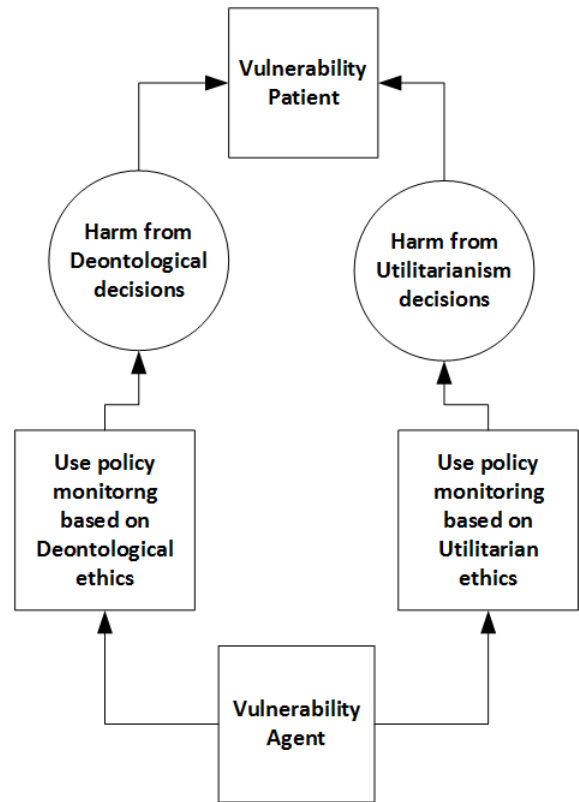 Vulnerability
Patient
Harm from
Deontological
decisions
Harm from
Utilitarianism
decisions
Use policy
monitorng
based on
Deontological
ethics
Use policy
monitoring
based on
Utilitarian
ethics
Vulnerability
Agent